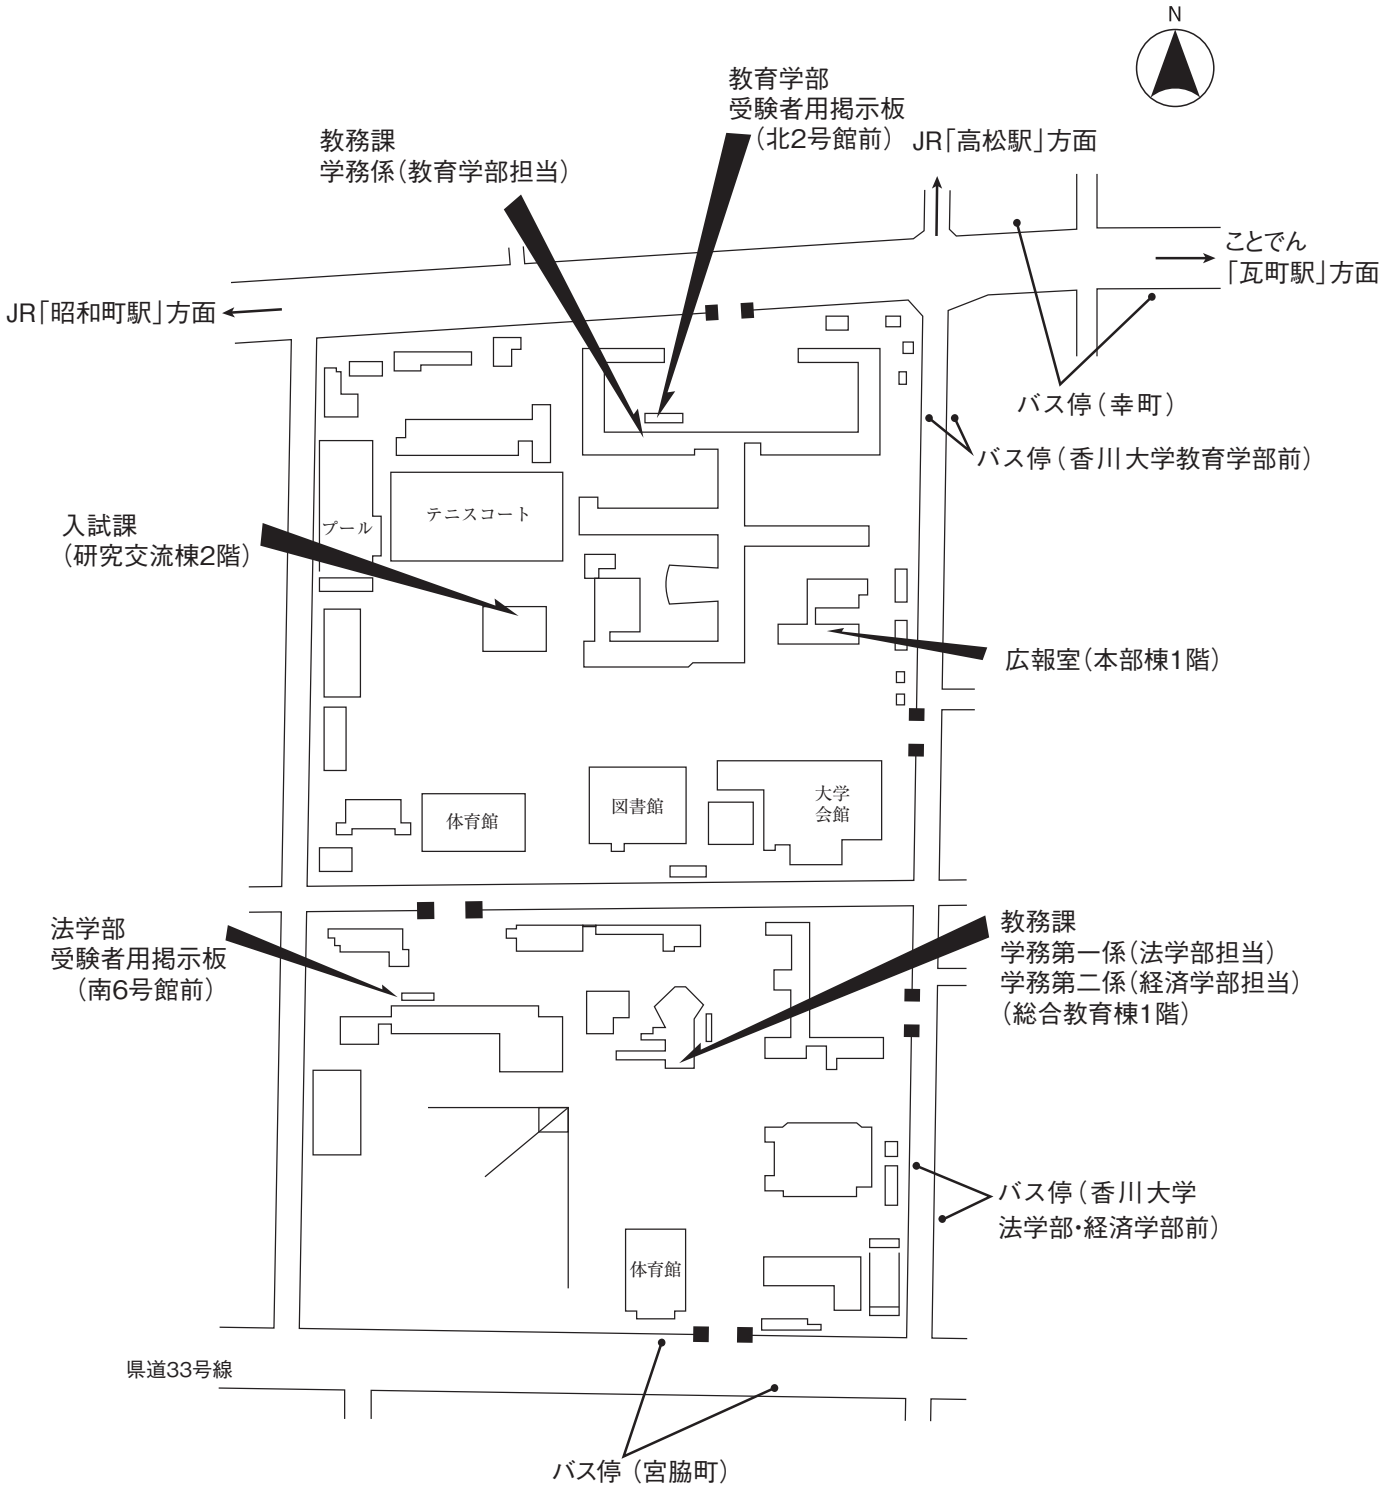 N
教育学部
受験者用掲示板
(北2号館前)
JR「高松駅」方面
教務課
学務係(教育学部担当)
ことでん
「瓦町駅」方面
JR「昭和町駅」方面
バス停(幸町)
バス停(香川大学教育学部前)
入試課
(研究交流棟2階)
プール
テニスコート
広報室(本部棟1階)
体育館
図書館
大学
会館
法学部
受験者用掲示板
(南6号館前)
教務課
学務第一係(法学部担当)
学務第二係(経済学部担当)
(総合教育棟1階)
バス停(香川大学
法学部・経済学部前)
体育館
県道33号線
バス停(宮脇町)